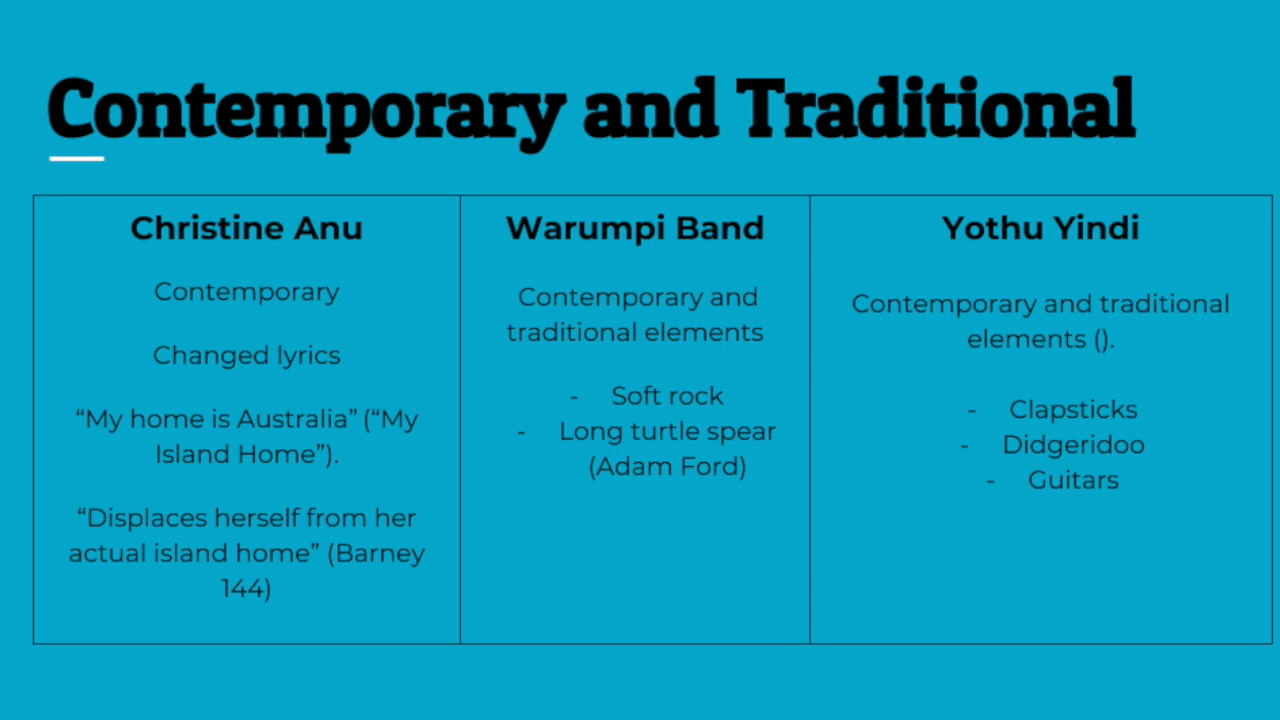 Contemporary and Traditional
Christine Anu
Contemporary
Changed lyrics
“My home is Australia” (“My
Island Home”).
“Displaces herself from her
actual island home” (Barney
144)
Warumpi Band
Contemporary and
traditional elements
- Soft rock
- Long turtle spear
(Adam Ford)
Yothu Yindi
Contemporary and traditional
elements ().
- Clapsticks
- Didgeridoo
- Guitars